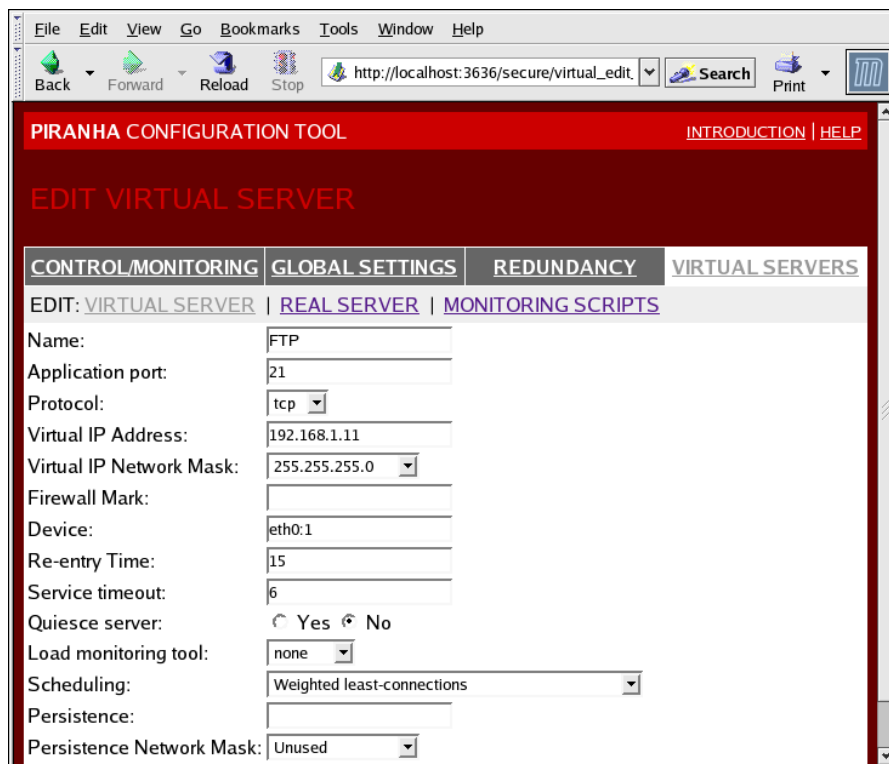 File Edit View Go Bookmarks Tools Window Help
Back Forward Reload Stop http://localhost:3636/secure/virtual_edit_ Search Print m
PIRANHA CONFIGURATION TOOL INTRODUCTION | HELP
EDIT VIRTUAL SERVER
CONTROL/MONITORING GLOBAL SETTINGS REDUNDANCY VIRTUAL SERVERS
EDIT: VIRTUAL SERVER | REAL SERVER | MONITORING SCRIPTS
Name: FTP
Application port: 21
Protocol: tcp
Virtual IP Address: 192.168.1.11
Virtual IP Network Mask: 255.255.255.0
Firewall Mark:
Device: eth0:1
Re-entry Time: 15
Service timeout: 6
Quiesce server: Yes No
Load monitoring tool: none
Scheduling: Weighted least-connections
Persistence:
Persistence Network Mask: Unused